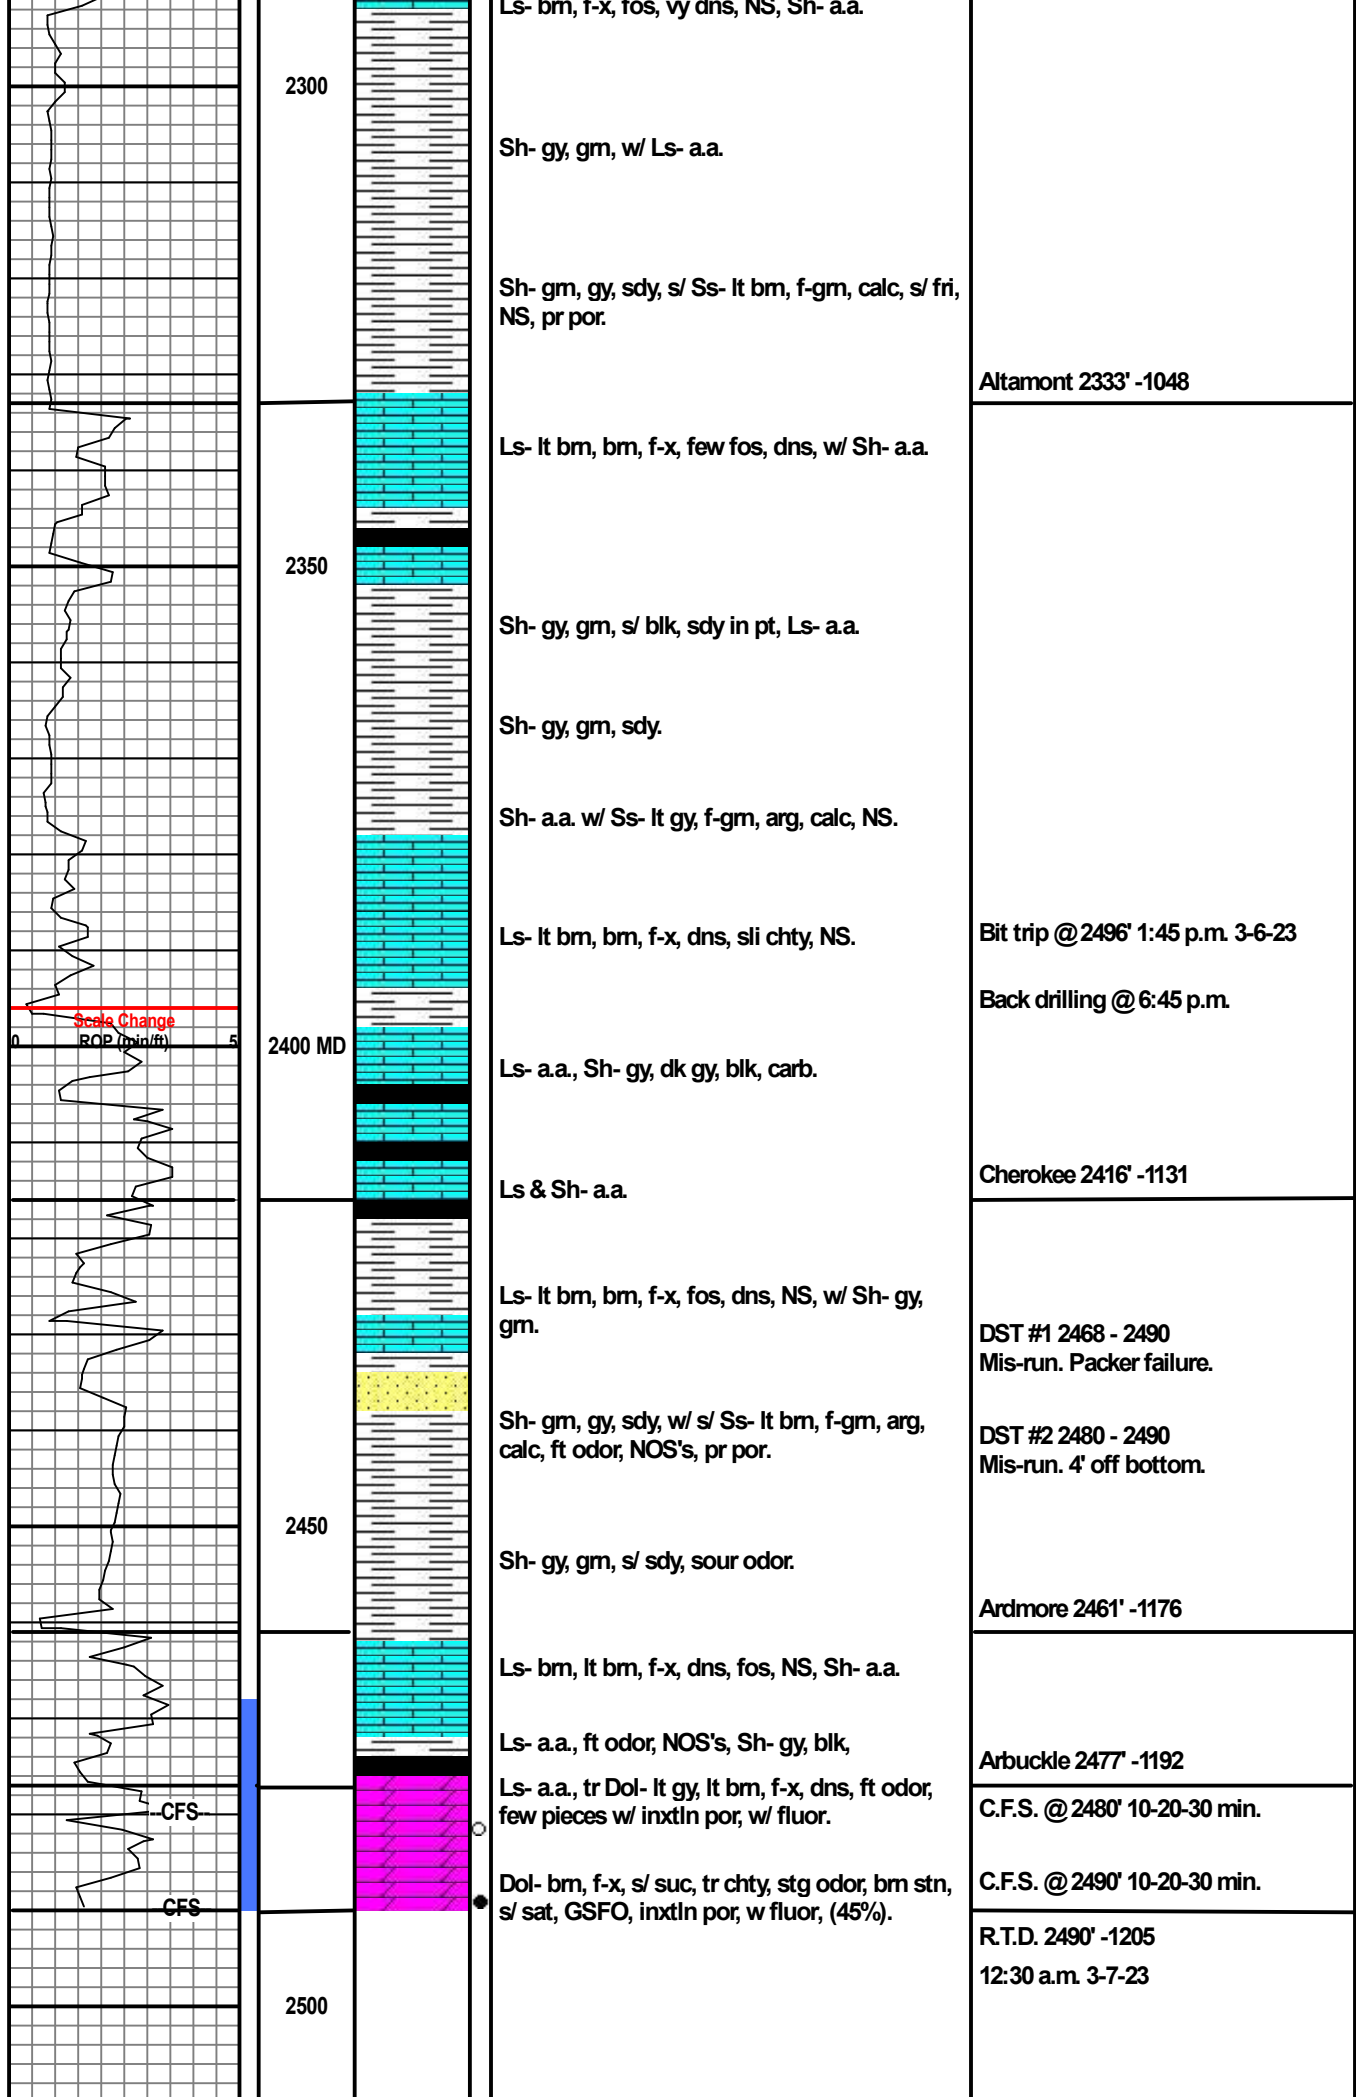 Ls- brn, f-x, fos, vy dns, NS, Sh- a.a.
2300
Sh- gy, grn, w/ Ls- a.a.
Sh- grn, gy, sdy, s/ Ss- lt brn, f-grn, calc, s/ fri,
NS, pr por.
Altamont 2333' -1048
Ls- lt brn, brn, f-x, few fos, dns, w/ Sh- a.a.
2350
Sh- gy, grn, s/ blk, sdy in pt, Ls- a.a.
Sh- gy, grn, sdy.
Sh- a.a. w/ Ss- lt gy, f-grn, arg, calc, NS.
Ls- lt brn, brn, f-x, dns, sli chty, NS.
Bit trip @ 2496' 1:45 p.m. 3-6-23
Back drilling @ 6:45 p.m.
Scale Change
0 ROP (min/ft) 5
2400 MD
Ls- a.a., Sh- gy, dk gy, blk, carb.
Cherokee 2416' -1131
Ls & Sh- a.a.
Ls- lt brn, brn, f-x, fos, dns, NS, w/ Sh- gy,
grn.
DST #1 2468 - 2490
Mis-run. Packer failure.
Sh- grn, gy, sdy, w/ s/ Ss- lt brn, f-grn, arg,
calc, ft odor, NOS's, pr por.
DST #2 2480 - 2490
Mis-run. 4' off bottom.
2450
Sh- gy, grn, s/ sdy, sour odor.
Ardmore 2461' -1176
Ls- brn, lt brn, f-x, dns, fos, NS, Sh- a.a.
Ls- a.a., ft odor, NOS's, Sh- gy, blk,
Arbuckle 2477' -1192
Ls- a.a., tr Dol- lt gy, lt brn, f-x, dns, ft odor,
few pieces w/ inxtln por, w/ fluor.
--CFS--
C.F.S. @ 2480' 10-20-30 min.
Dol- brn, f-x, s/ suc, tr chty, stg odor, brn stn,
s/ sat, GSFO, inxtln por, w fluor, (45%).
--CFS--
C.F.S. @ 2490' 10-20-30 min.
R.T.D. 2490' -1205
12:30 a.m. 3-7-23
2500